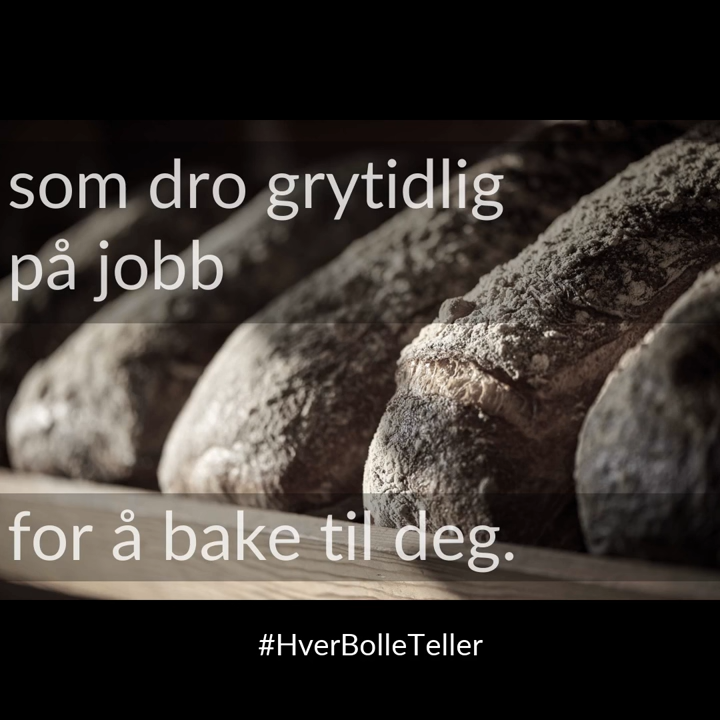 som dro grytidlig
på jobb
for å bake til deg.
#HverBolleTeller